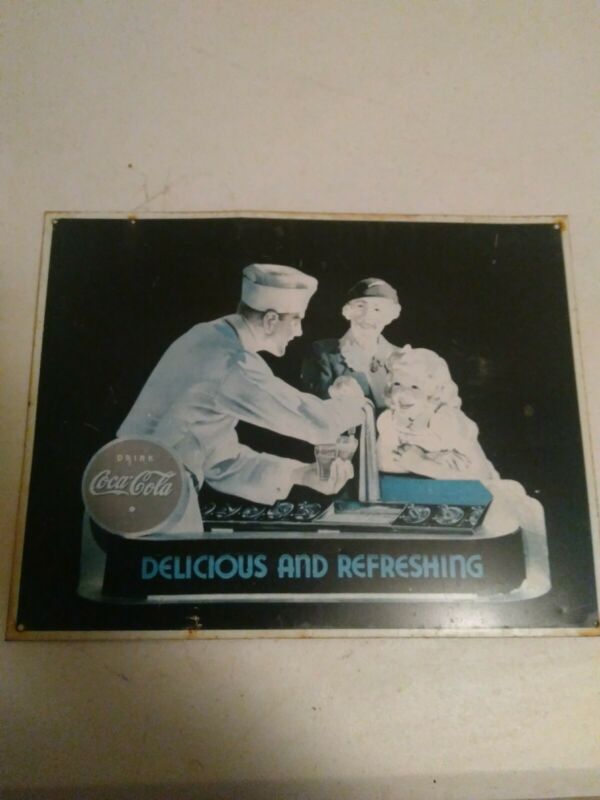 DRINK
Coca-Cola
DELICIOUS AND REFRESHING